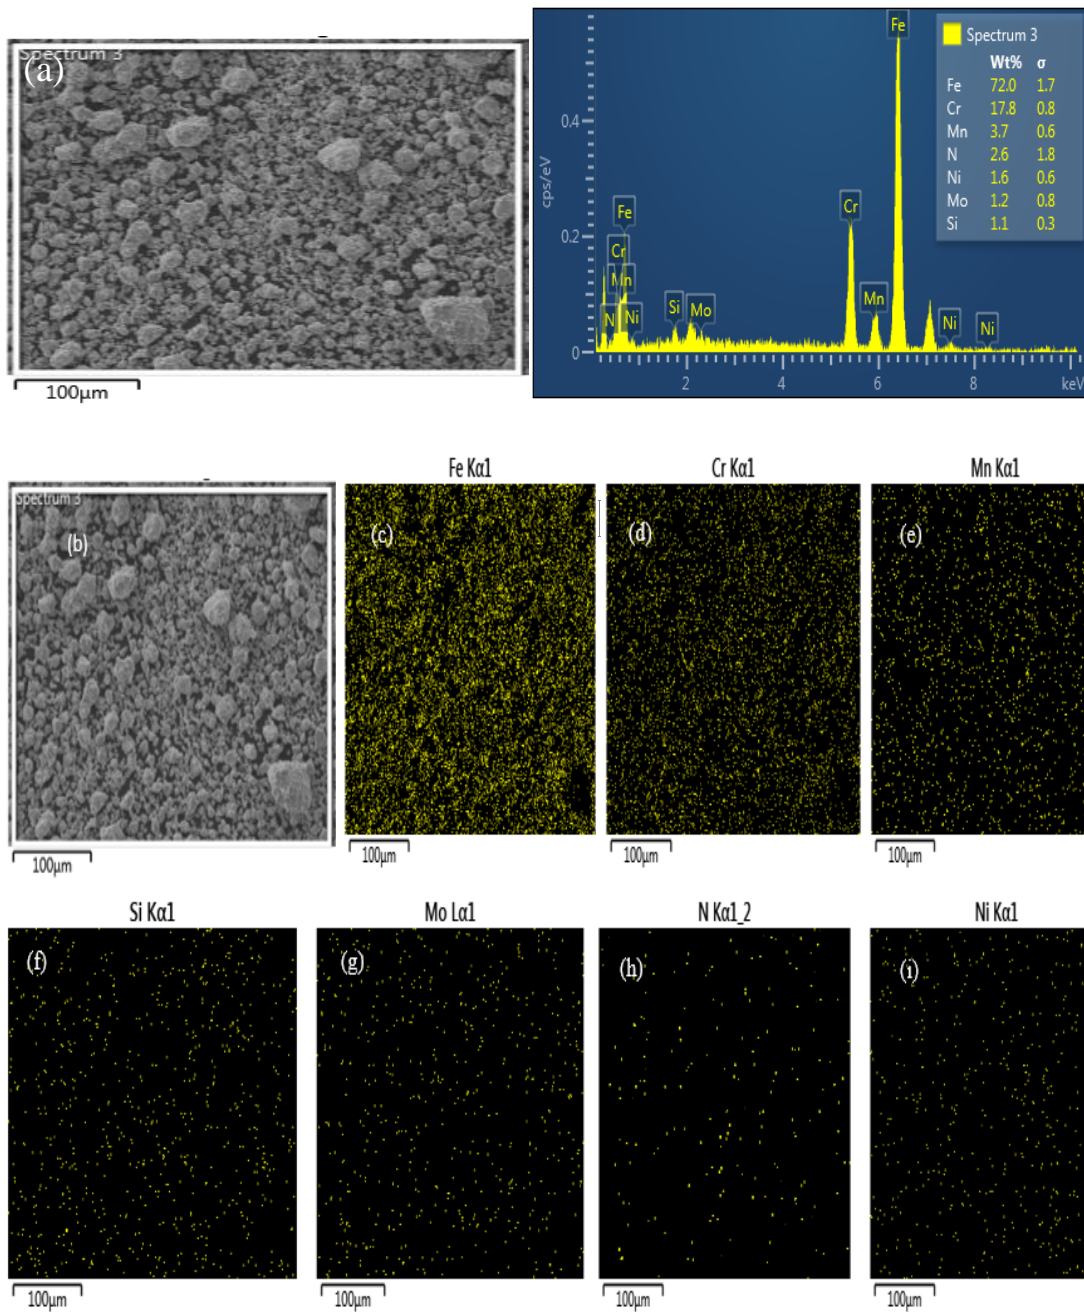 Spectrum 3
(a)
100µm
Spectrum 3
Wt% σ
Fe 72.0 1.7
Cr 17.8 0.8
Mn 3.7 0.6
N 2.6 1.8
Ni 1.6 0.6
Mo 1.2 0.8
Si 1.1 0.3
cps/eV
0.4
0.2
0
Fe
Cr
Mn
N
Ni
Si
Mo
Cr
Mn
Fe
Ni
Ni
2 4 6 8 keV
Spectrum 3
(b)
100µm
Fe Kα1
(c)
100µm
Cr Kα1
(d)
100µm
Mn Kα1
(e)
100µm
Si Kα1
(f)
100µm
Mo Lα1
(g)
100µm
N Kα1_2
(h)
100µm
Ni Kα1
(i)
100µm